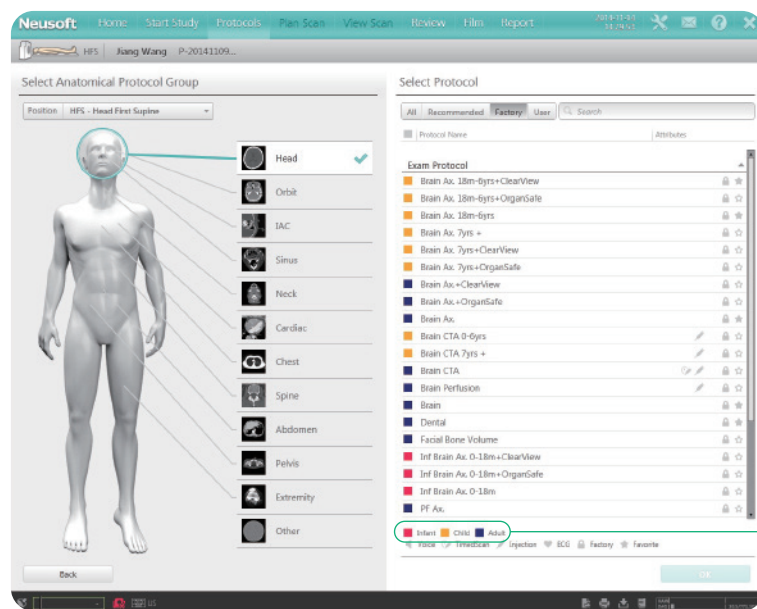 Neusoft Home Start Study Protocols Plan Scan View Scan Review Film Report
HFS Jiang Wang P-20141109...
Select Anatomical Protocol Group
Position HFS - Head First Supine
Head
Orbit
IAC
Sinus
Neck
Cardiac
Chest
Spine
Abdomen
Pelvis
Extremity
Other
Back
Select Protocol
All Recommended Factory User Search
Protocol Name Attributes
Exam Protocol
Brain Ax. 18m-6yrs+ClearView
Brain Ax. 18m-6yrs+OrganSafe
Brain Ax. 18m-6yrs
Brain Ax. 7yrs +
Brain Ax. 7yrs+ClearView
Brain Ax. 7yrs+OrganSafe
Brain Ax.+ClearView
Brain Ax.+OrganSafe
Brain Ax.
Brain CTA 0-6yrs
Brain CTA 7yrs +
Brain CTA
Brain Perfusion
Brain
Dental
Facial Bone Volume
Inf Brain Ax. 0-18m+ClearView
Inf Brain Ax. 0-18m+OrganSafe
Inf Brain Ax. 0-18m
PF Ax.
Infant Child Adult
Voice TimedScan Injection ECG Factory Favorite
OK